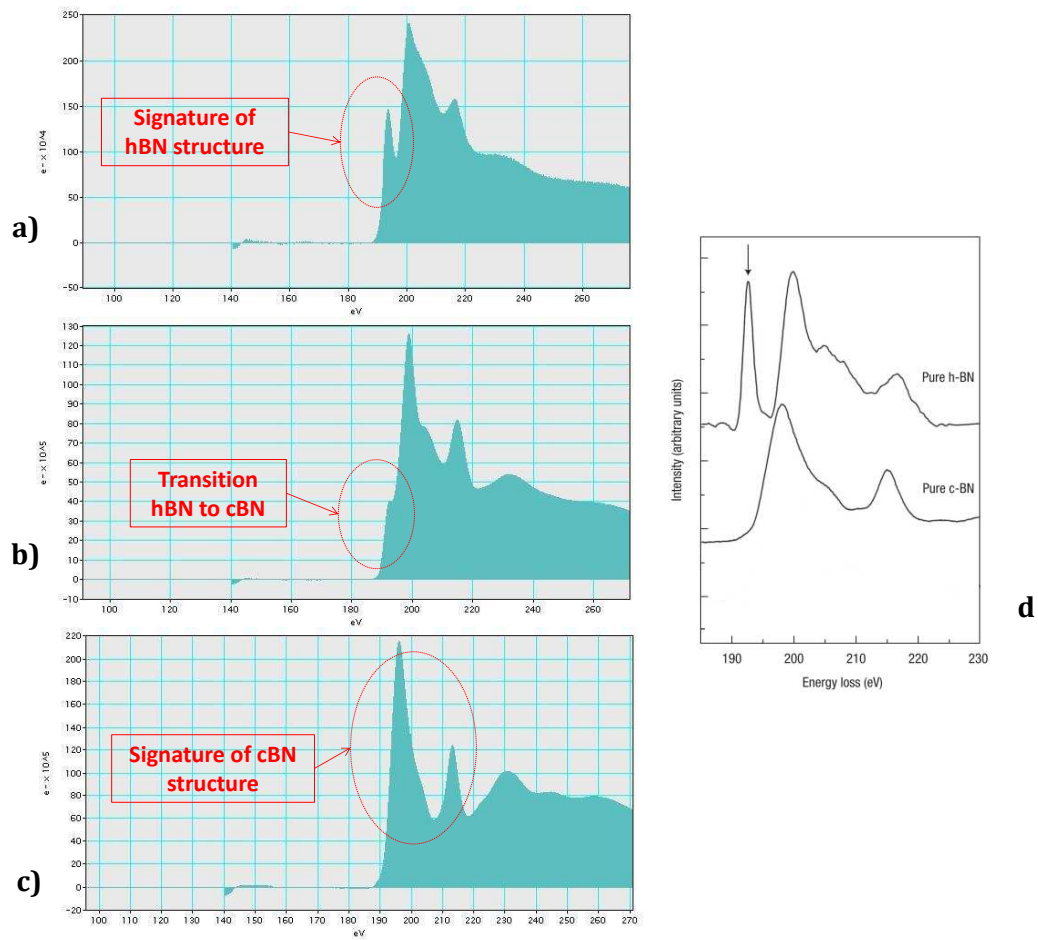 250
200
150
100
50
0
-50
e - × 10^4
Signature of
hBN structure
a)
100 120 140 160 180 200 220 240 260
eV
130
120
110
100
90
80
70
60
50
40
30
20
10
0
-10
e - × 10^5
Transition
hBN to cBN
b)
100 120 140 160 180 200 220 240 260
eV
220
200
180
160
140
120
100
80
60
40
20
0
-20
e - × 10^5
Signature of cBN
structure
c)
100 110 120 130 140 150 160 170 180 190 200 210 220 230 240 250 260 270
eV
Intensity (arbitrary units)
Pure h-BN
Pure c-BN
190 200 210 220 230
Energy loss (eV)
d